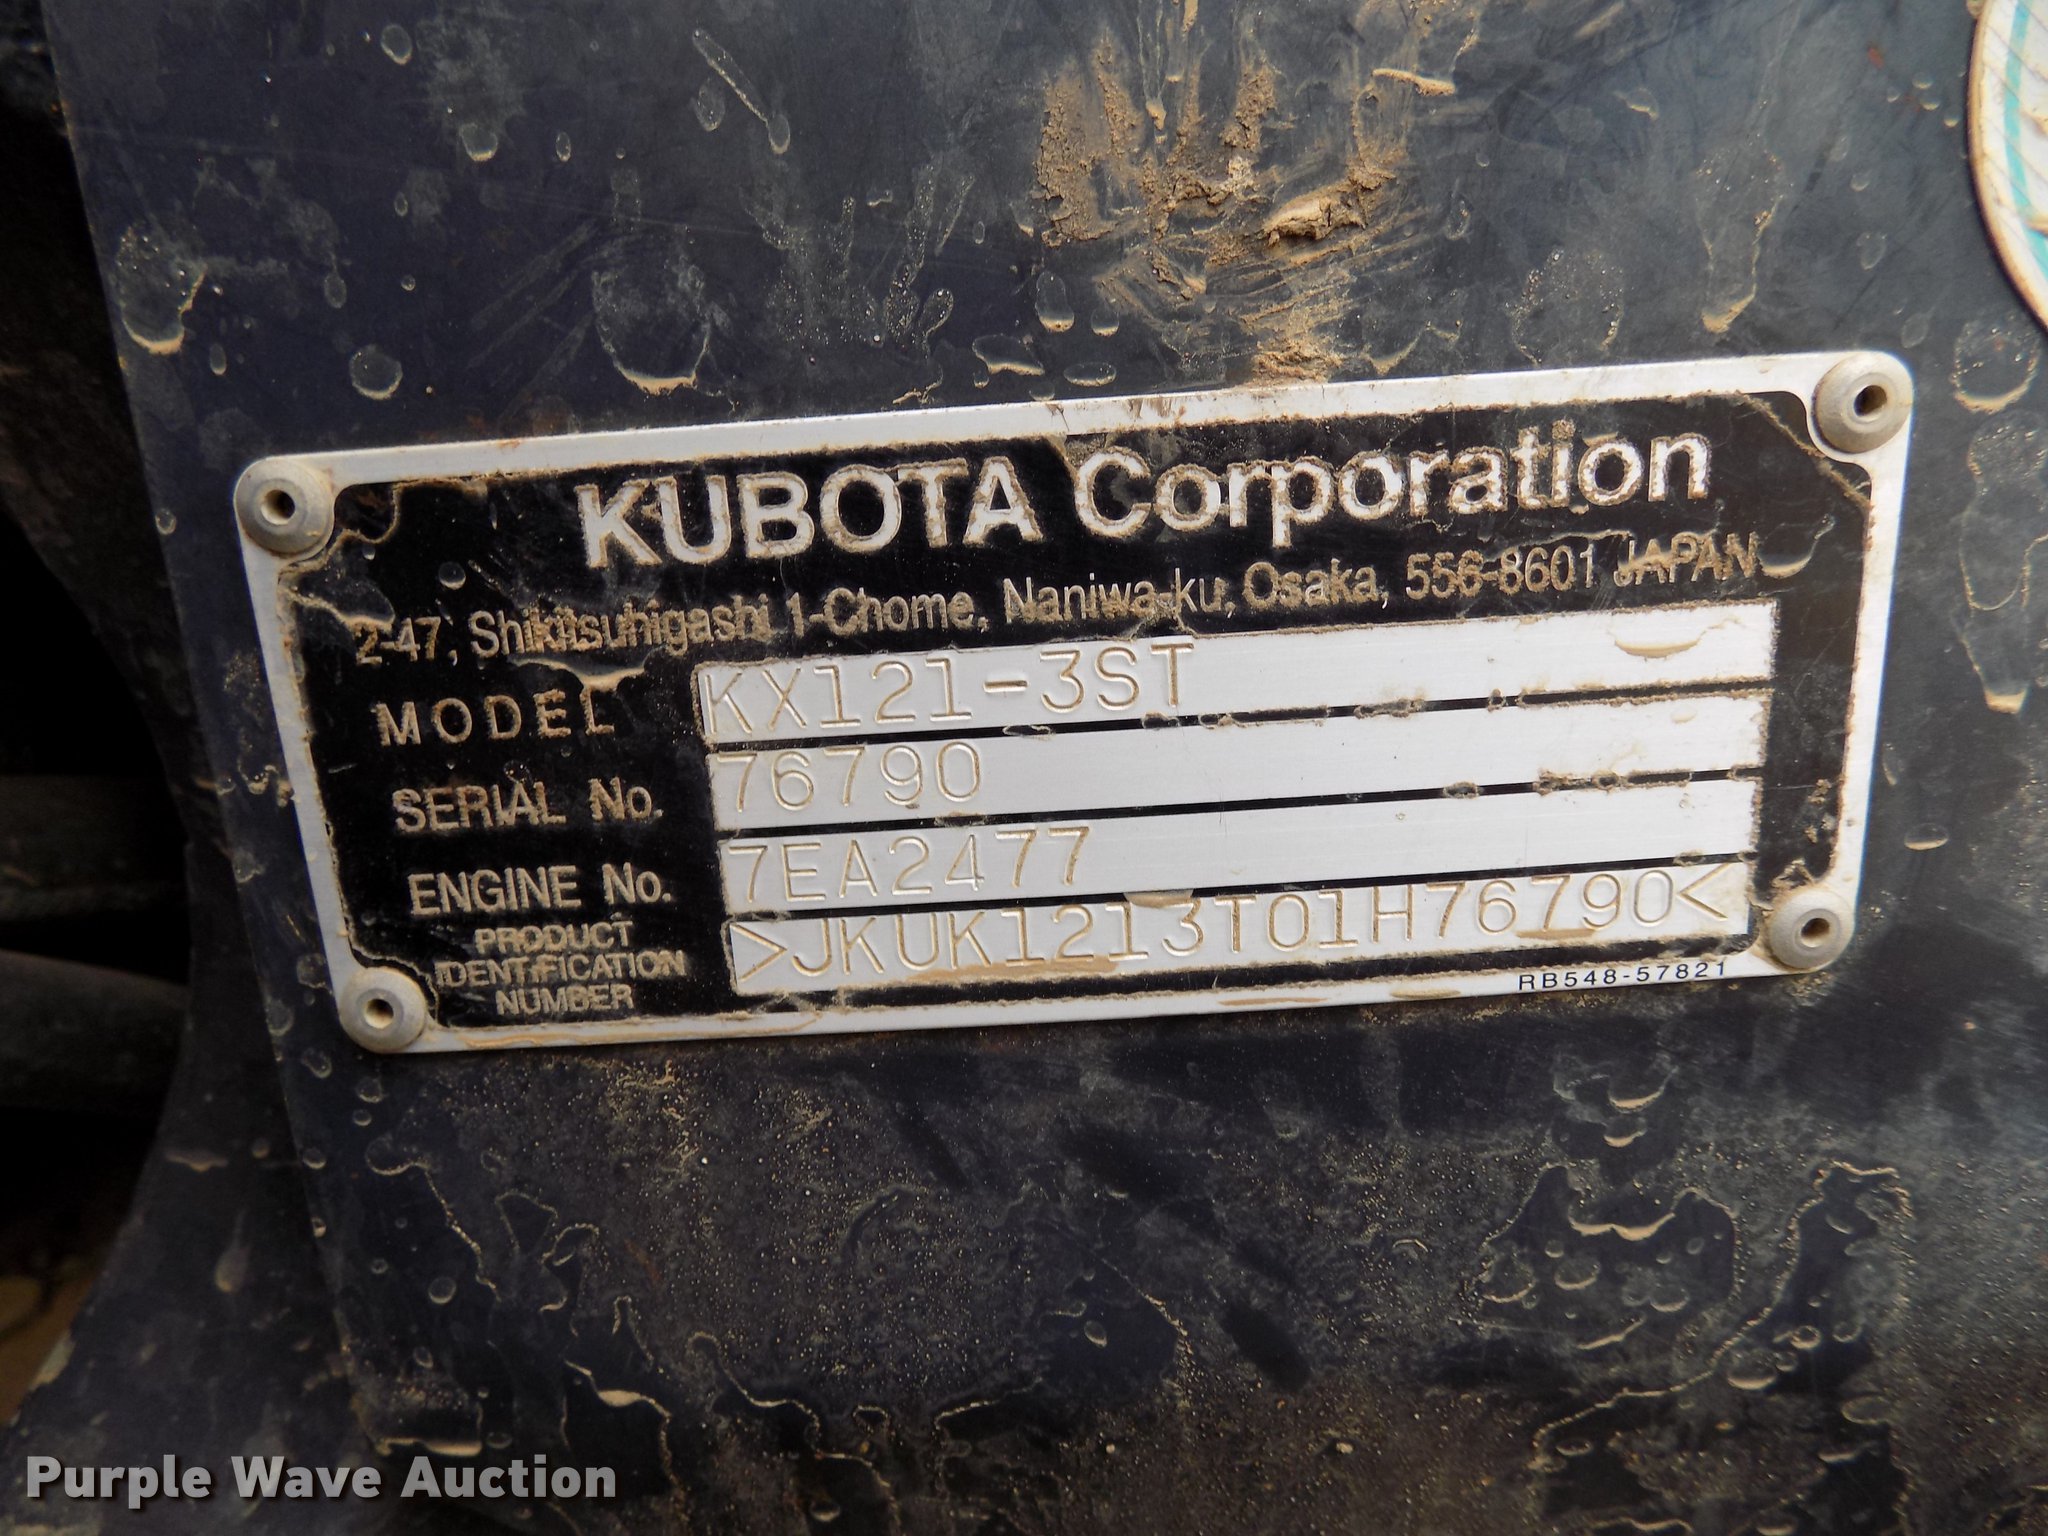 KUBOTA Corporation
2-47, Shikitsuhigashi 1-Chome, Naniwa-ku, Osaka, 556-8601 JAPAN
MODEL KX121-3ST
SERIAL No. 76790
ENGINE No. 7EA2477
PRODUCT IDENTIFICATION NUMBER >JKUK1213T01H76790<
RB548-57821
Purple Wave Auction